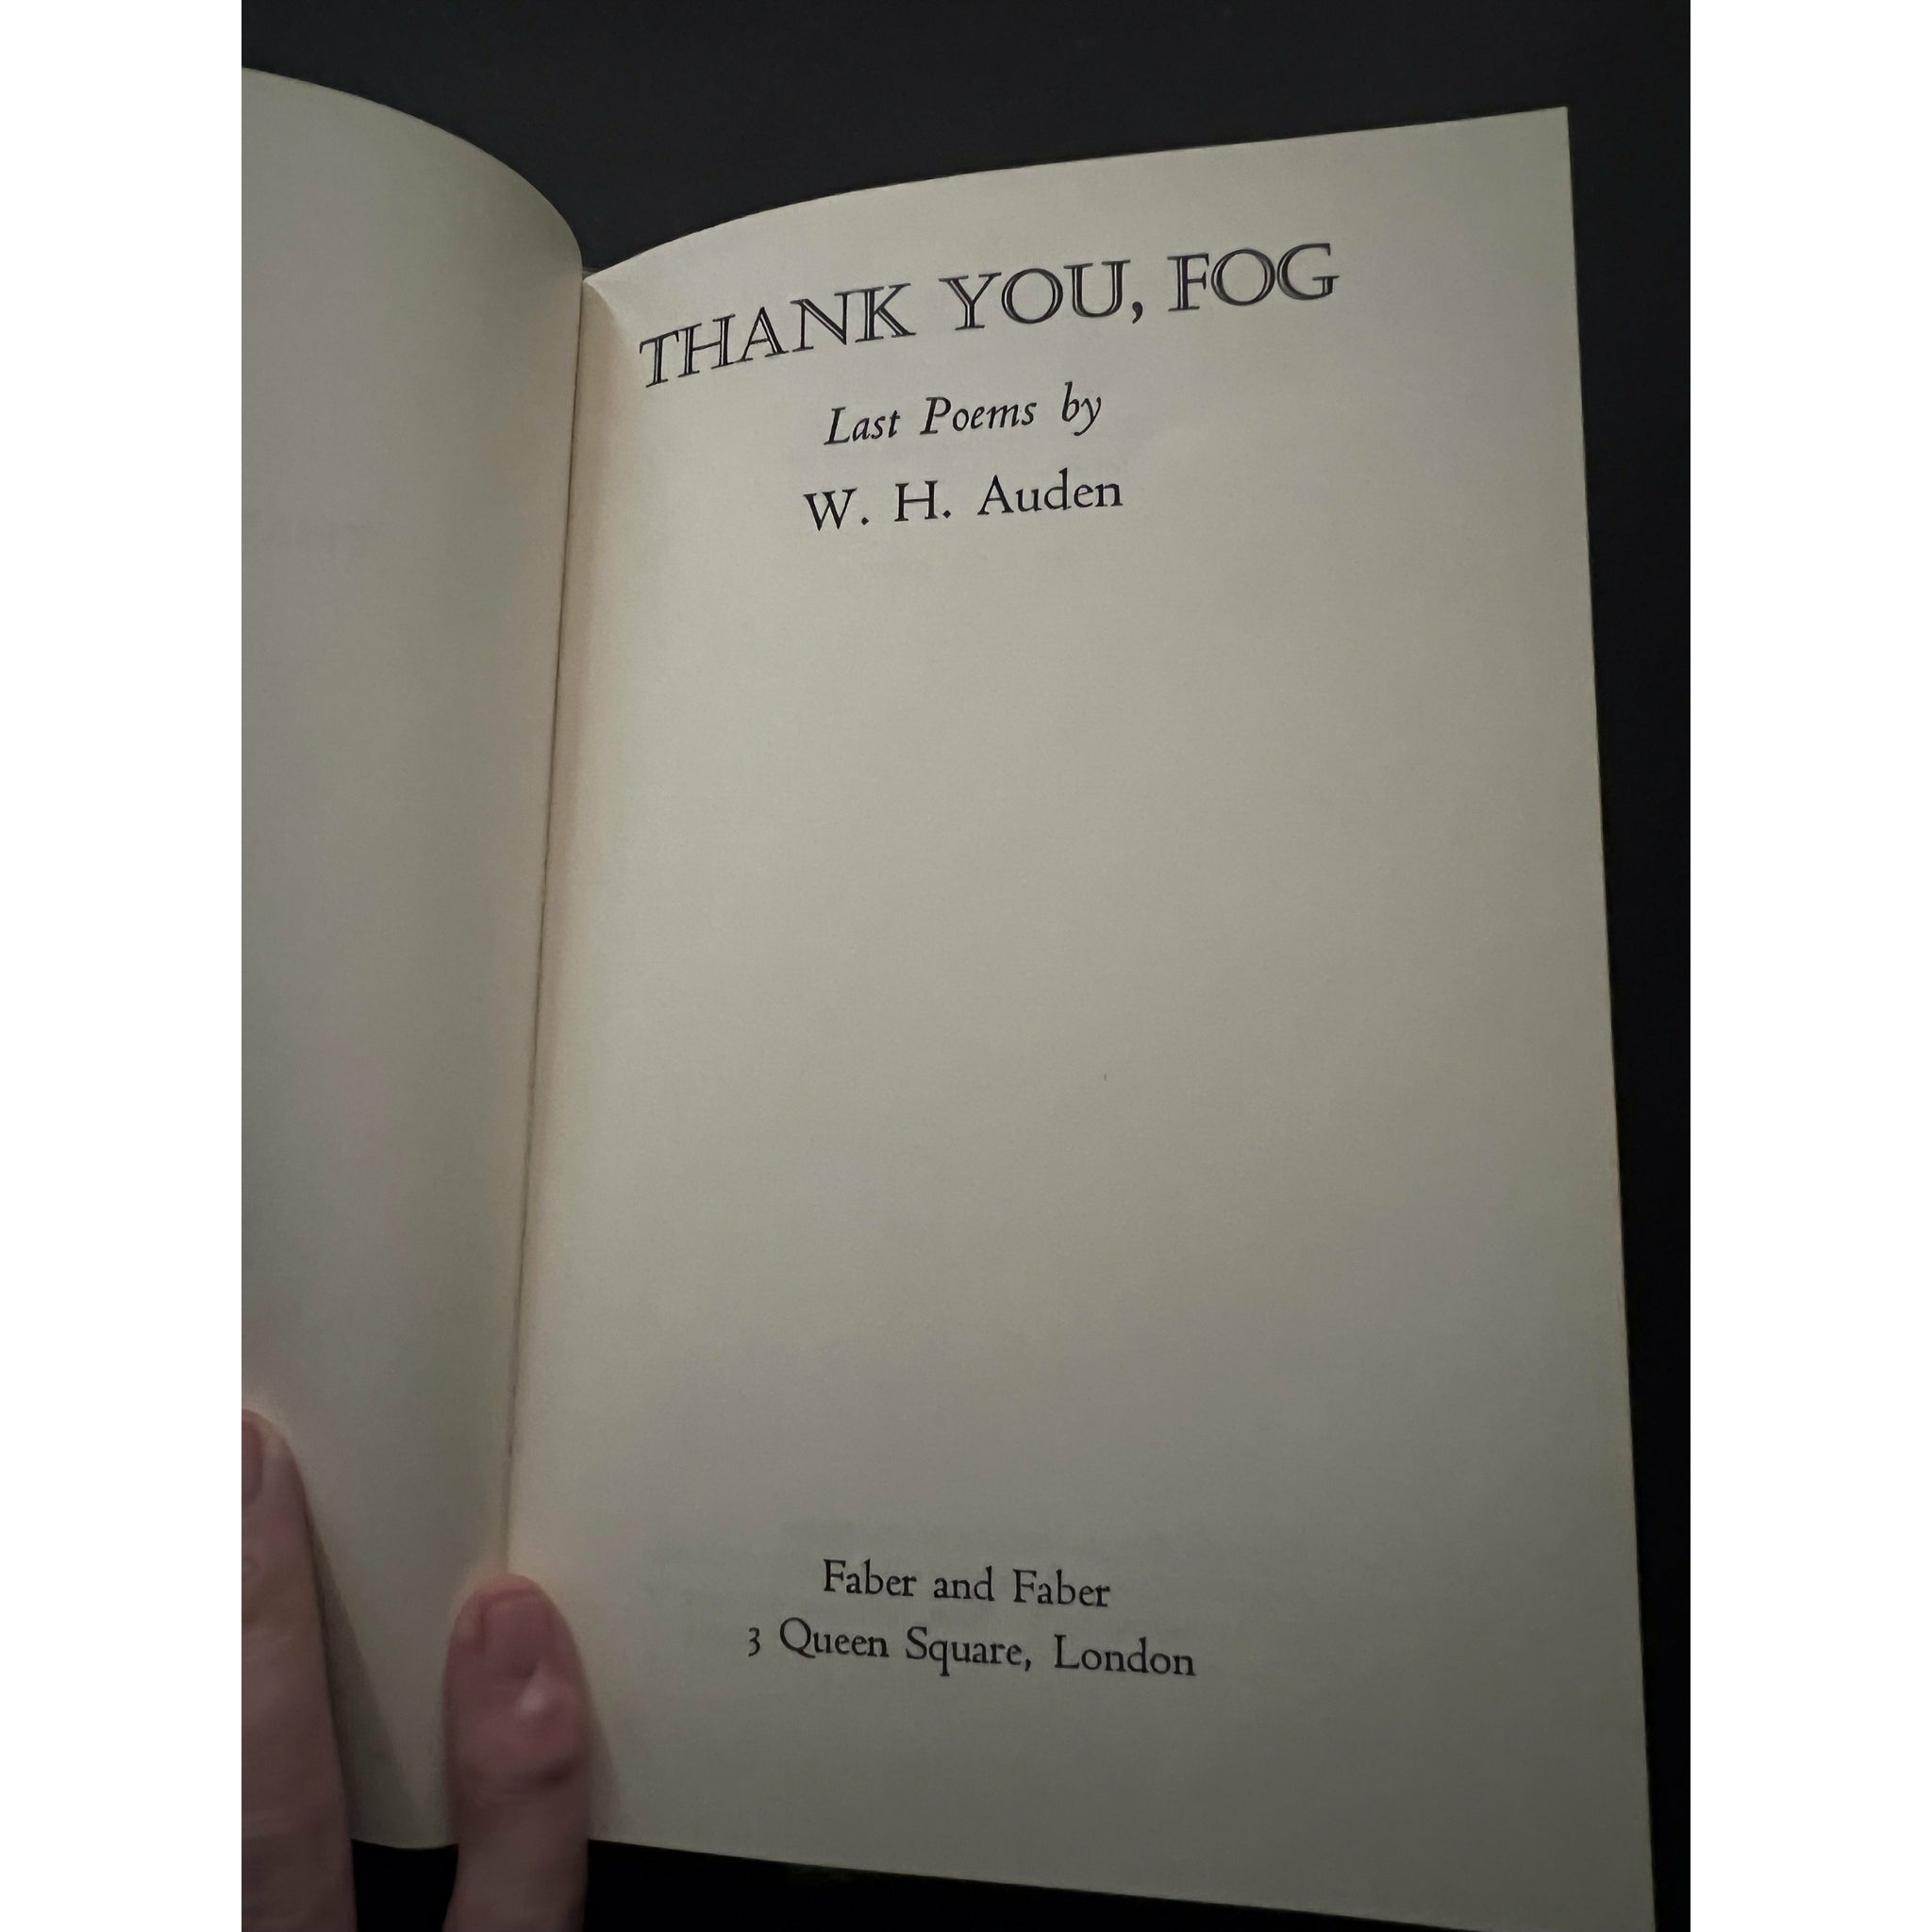 THANK YOU, FOG
Last Poems by
W. H. Auden
Faber and Faber
3 Queen Square, London